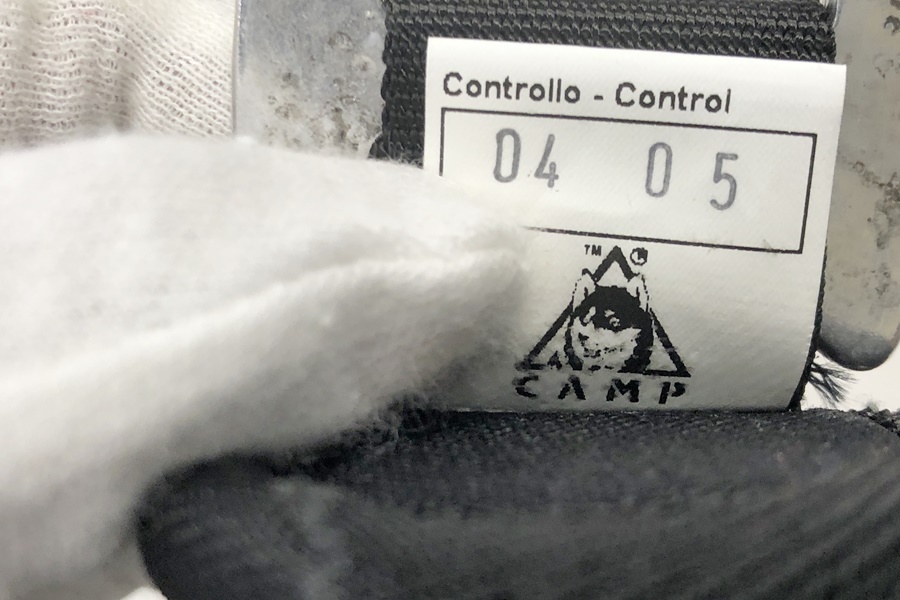 Controllo - Control
04 05
TM ®
CAMP